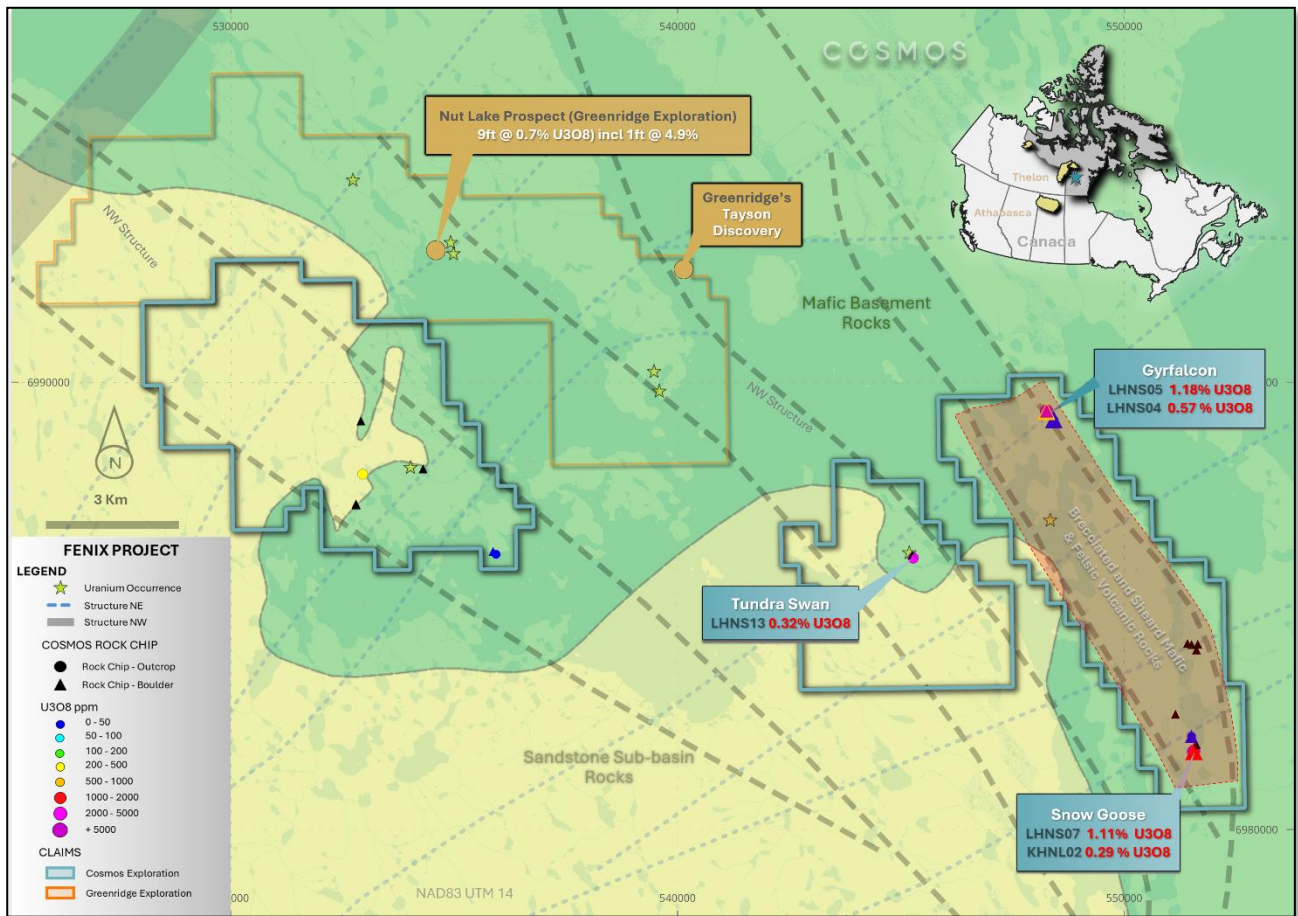 530000
540000
550000
COSMOS
Nut Lake Prospect (Greenridge Exploration)
9ft @ 0.7% U3O8) incl 1ft @ 4.9%
Greenridge's
Tayson
Discovery
Thelon
Athabasca
Canada
NW Structure
Mafic Basement
Rocks
6990000
Gyrfalcon
LHNS05 1.18% U3O8
LHNS04 0.57 % U3O8
NW Structure
N
3 Km
Brecciated and Sheard Mafic
& Felsic Volcanic Rocks
Tundra Swan
LHNS13 0.32% U3O8
Sandstone Sub-basin
Rocks
Snow Goose
LHNS07 1.11% U3O8
KHNL02 0.29 % U3O8
6980000
FENIX PROJECT
LEGEND
Uranium Occurrence
Structure NE
Structure NW
COSMOS ROCK CHIP
Rock Chip - Outcrop
Rock Chip - Boulder
U3O8 ppm
0 - 50
50 - 100
100 - 200
200 - 500
500 - 1000
1000 - 2000
2000 - 5000
+ 5000
CLAIMS
Cosmos Exploration
Greenridge Exploration
NAD83 UTM 14
540000
550000